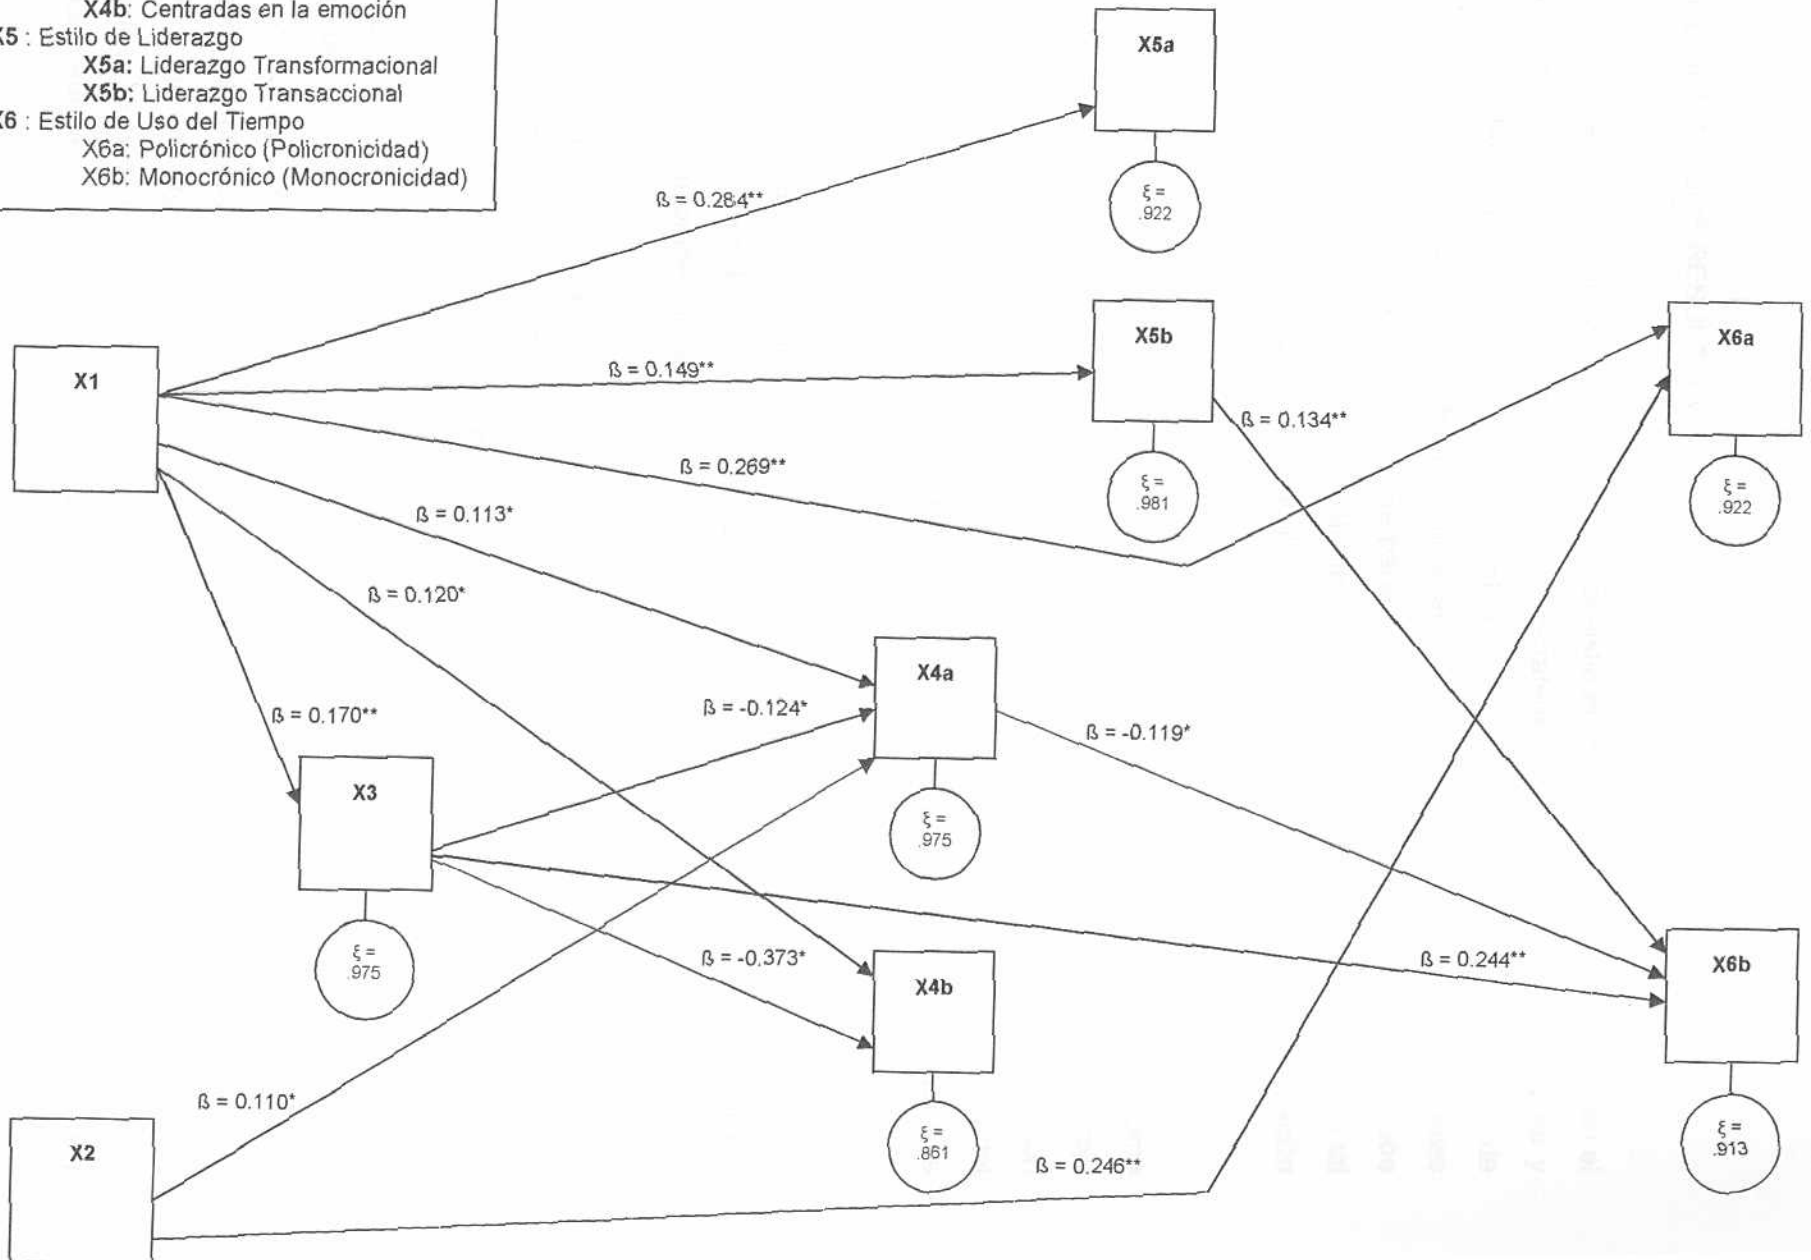 X4b: Centradas en la emoción
X5 : Estilo de Liderazgo
X5a: Liderazgo Transformacional
X5b: Liderazgo Transaccional
X6 : Estilo de Uso del Tiempo
X6a: Policrónico (Policronicidad)
X6b: Monocrónico (Monocronicidad)
X5a
ξ =
.922
ß = 0.284**
X1
ß = 0.149**
X5b
ξ =
.981
ß = 0.134**
X6a
ξ =
.922
ß = 0.269**
ß = 0.113*
ß = 0.120*
ß = 0.170**
X3
ξ =
.975
ß = -0.124*
X4a
ξ =
.975
ß = -0.119*
ß = -0.373*
X4b
ξ =
.861
ß = 0.244**
X6b
ξ =
.913
ß = 0.110*
X2
ß = 0.246**